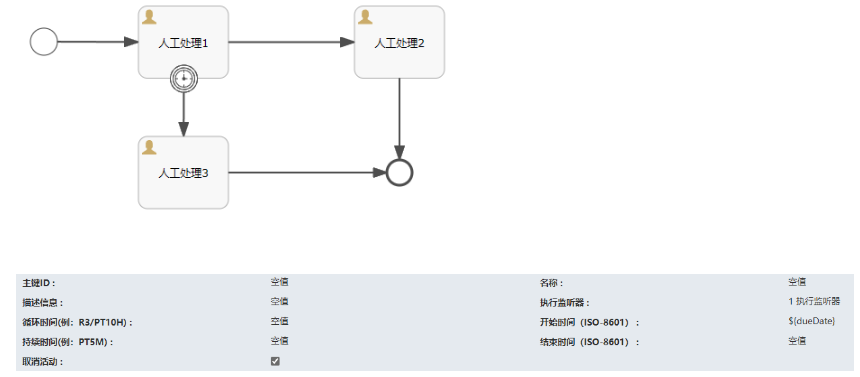 人工处理1
人工处理2
人工处理3
主键ID： 空值 名称： 空值
描述信息： 空值 执行监听器： 1 执行监听器
循环时间(例：R3/PT10H)： 空值 开始时间（ISO-8601）： ${dueDate}
持续时间(例：PT5M)： 空值 结束时间（ISO-8601）： 空值
取消活动：